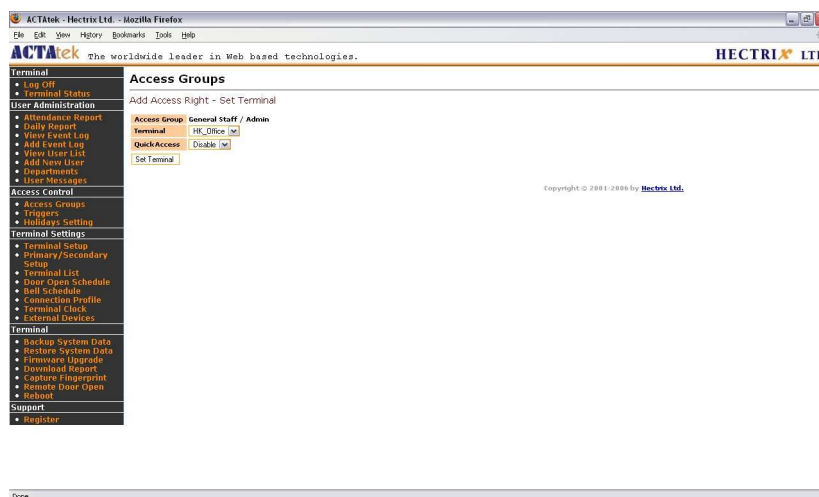 ACTAtek - Hectrix Ltd. - Mozilla Firefox
File Edit View History Bookmarks Tools Help
ACTAtek The worldwide leader in Web based technologies.
HECTRIX LT
Terminal
Log Off
Terminal Status
User Administration
Attendance Report
Daily Report
View Event Log
Add Event Log
View User List
Add New User
Departments
User Messages
Access Control
Access Groups
Triggers
Holidays Setting
Terminal Settings
Terminal Setup
Primary/Secondary
Setup
Terminal List
Door Open Schedule
Bell Schedule
Connection Profile
Terminal Clock
External Devices
Terminal
Backup System Data
Restore System Data
Firmware Upgrade
Download Report
Capture Fingerprint
Remote Door Open
Reboot
Support
Register
Access Groups
Add Access Right - Set Terminal
Access Group General Staff / Admin
Terminal HK_Office
Quick Access Disable
Set Terminal
Copyright © 2001-2006 by Hectrix Ltd.
Done